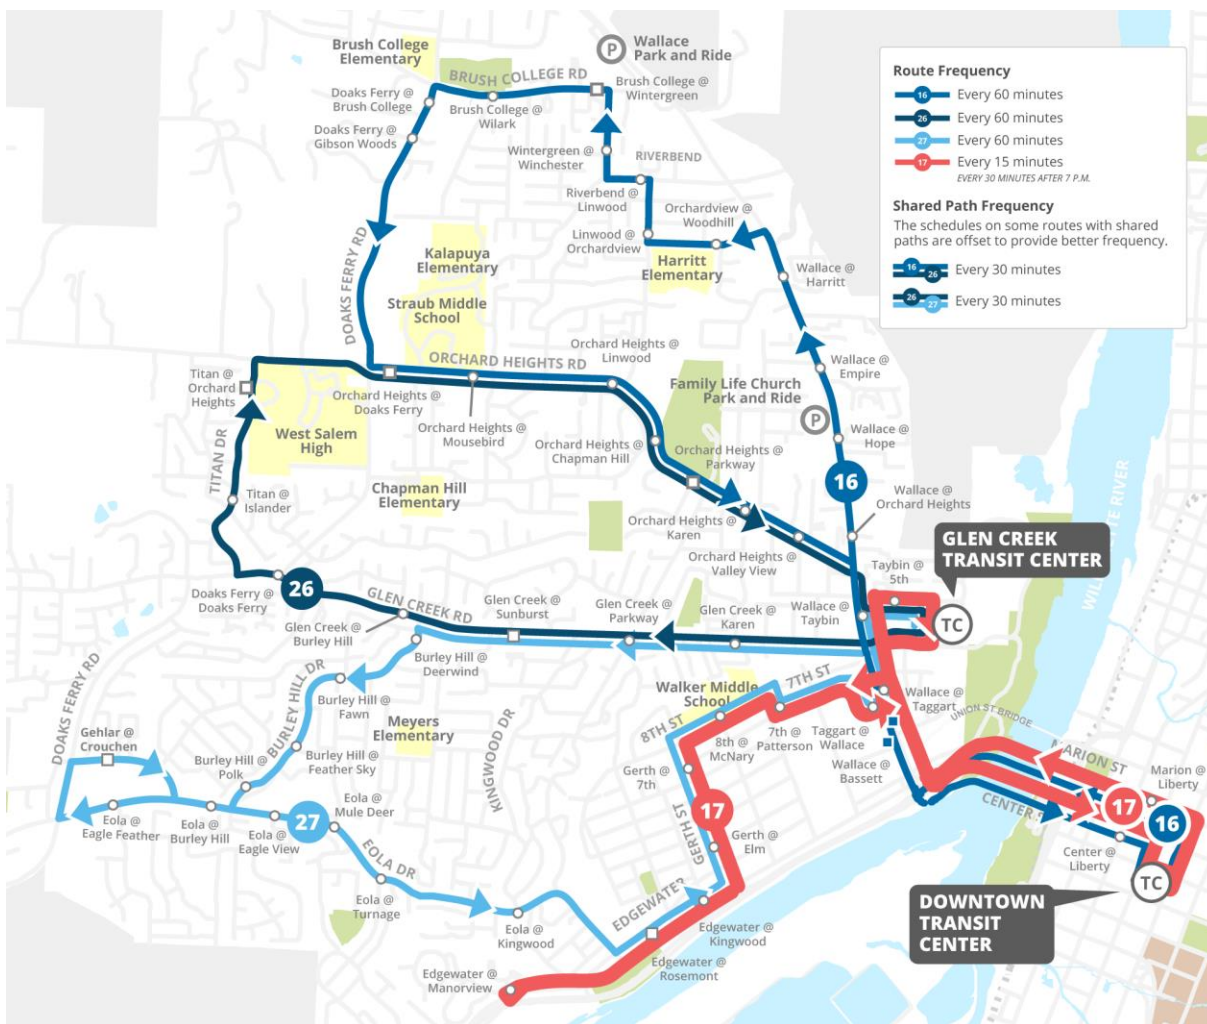 Brush College
Elementary
P
Wallace
Park and Ride
BRUSH COLLEGE RD
Brush College @
Wintergreen
Doaks Ferry @
Brush College
Brush College @
Wilark
Doaks Ferry @
Gibson Woods
Wintergreen @
Winchester
RIVERBEND
Riverbend @
Linwood
Orchardview @
Woodhill
Linwood @
Orchardview
Harritt
Elementary
Wallace @
Harritt
Route Frequency
16 Every 60 minutes
26 Every 60 minutes
27 Every 60 minutes
17 Every 15 minutes
EVERY 30 MINUTES AFTER 7 P.M.
Shared Path Frequency
The schedules on some routes with shared
paths are offset to provide better frequency.
16 26 Every 30 minutes
26 27 Every 30 minutes
DOAKS FERRY RD
Kalapuya
Elementary
Straub Middle
School
ORCHARD HEIGHTS RD
Orchard Heights @
Linwood
Wallace @
Empire
Titan @
Orchard
Heights
Orchard Heights @
Doaks Ferry
Orchard Heights @
Mousebird
Family Life Church
Park and Ride
P
Wallace @
Hope
West Salem
High
TITAN DR
Orchard Heights @
Chapman Hill
Orchard Heights @
Parkway
16
Chapman Hill
Elementary
Titan @
Islander
Wallace @
Orchard Heights
Orchard Heights @
Karen
Orchard Heights @
Valley View
GLEN CREEK
TRANSIT CENTER
WILLAMETTE RIVER
Taybin @
5th
Doaks Ferry @
Doaks Ferry
26
GLEN CREEK RD
Glen Creek @
Burley Hill
Glen Creek @
Sunburst
Glen Creek @
Parkway
Glen Creek @
Karen
Wallace @
Taybin
TC
Burley Hill @
Deerwind
DOAKS FERRY RD
BURLEY HILL DR
Burley Hill @
Fawn
Walker Middle
School
7TH ST
Wallace @
Taggart
UNION ST BRIDGE
Meyers
Elementary
KINGWOOD DR
8TH ST
8th @
McNary
7th @
Patterson
Taggart @
Wallace
Wallace @
Bassett
MARION ST
Gehlar @
Crouchen
Burley Hill @
Polk
Burley Hill @
Feather Sky
Gerth @
7th
Marion @
Liberty
CENTER
17
16
Eola @
Eagle Feather
Eola @
Burley Hill
Eola @
Eagle View
27
Eola @
Mule Deer
EOLA DR
17
GERTH ST
Gerth @
Elm
Center @
Liberty
TC
Eola @
Turnage
DOWNTOWN
TRANSIT
CENTER
Eola @
Kingwood
EDGEWATER
Edgewater @
Kingwood
Edgewater @
Rosemont
Edgewater @
Manorview